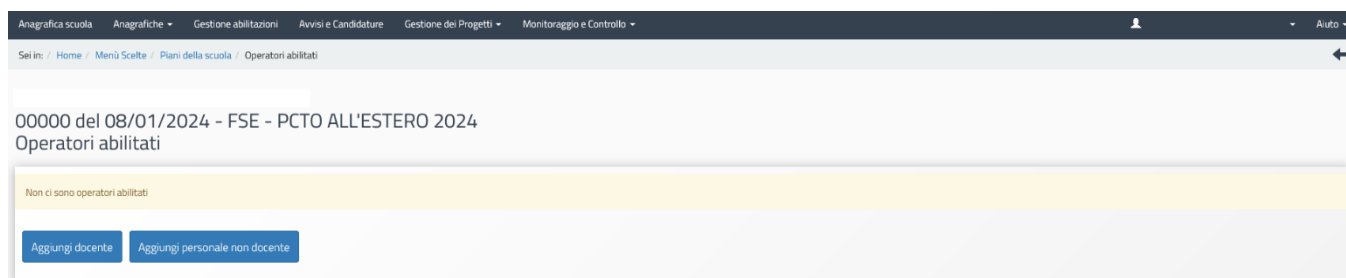 Anagrafica scuola Anagrafiche Gestione abilitazioni Avvisi e Candidature Gestione dei Progetti Monitoraggio e Controllo Aiuto
Sei in: / Home / Menù Scelte / Piani della scuola / Operatori abilitati
00000 del 08/01/2024 - FSE - PCTO ALL'ESTERO 2024
Operatori abilitati
Non ci sono operatori abilitati
Aggiungi docente Aggiungi personale non docente